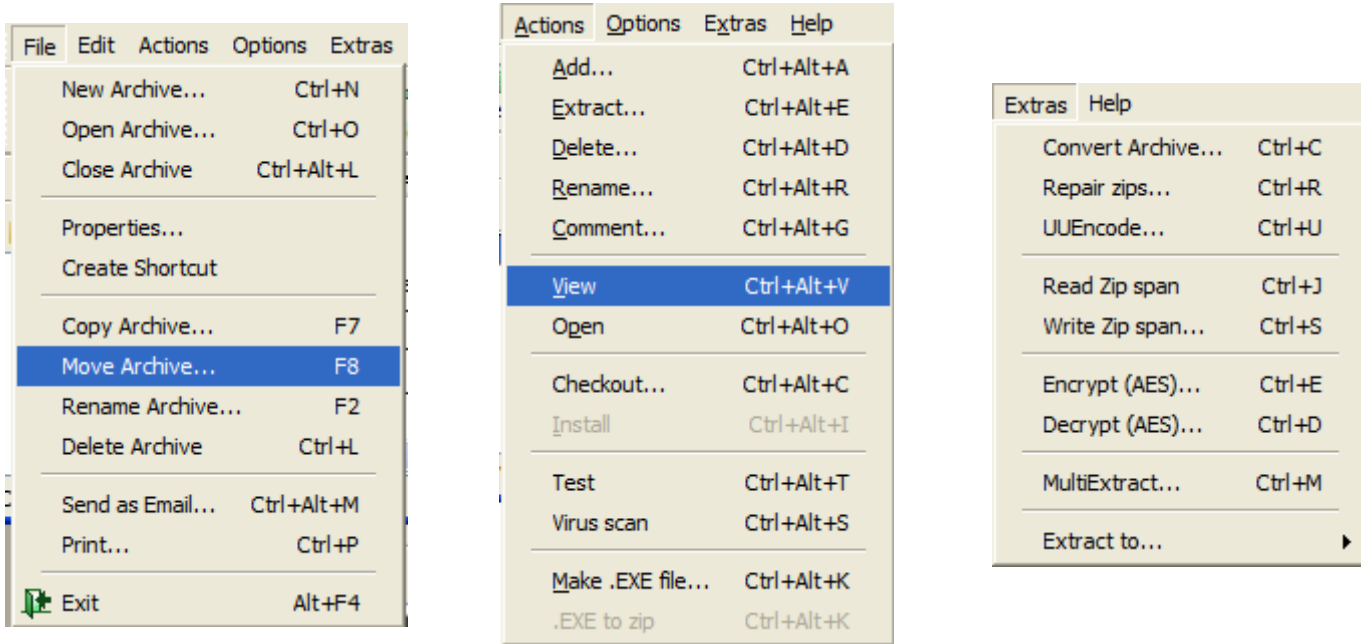 File Edit Actions Options Extras
New Archive... Ctrl+N
Open Archive... Ctrl+O
Close Archive Ctrl+Alt+L
Properties...
Create Shortcut
Copy Archive... F7
Move Archive... F8
Rename Archive... F2
Delete Archive Ctrl+L
Send as Email... Ctrl+Alt+M
Print... Ctrl+P
Exit Alt+F4
Actions Options Extras Help
Add... Ctrl+Alt+A
Extract... Ctrl+Alt+E
Delete... Ctrl+Alt+D
Rename... Ctrl+Alt+R
Comment... Ctrl+Alt+G
View Ctrl+Alt+V
Open Ctrl+Alt+O
Checkout... Ctrl+Alt+C
Install Ctrl+Alt+I
Test Ctrl+Alt+T
Virus scan Ctrl+Alt+S
Make .EXE file... Ctrl+Alt+K
.EXE to zip Ctrl+Alt+K
Extras Help
Convert Archive... Ctrl+C
Repair zips... Ctrl+R
UUEncode... Ctrl+U
Read Zip span Ctrl+J
Write Zip span... Ctrl+S
Encrypt (AES)... Ctrl+E
Decrypt (AES)... Ctrl+D
MultiExtract... Ctrl+M
Extract to...